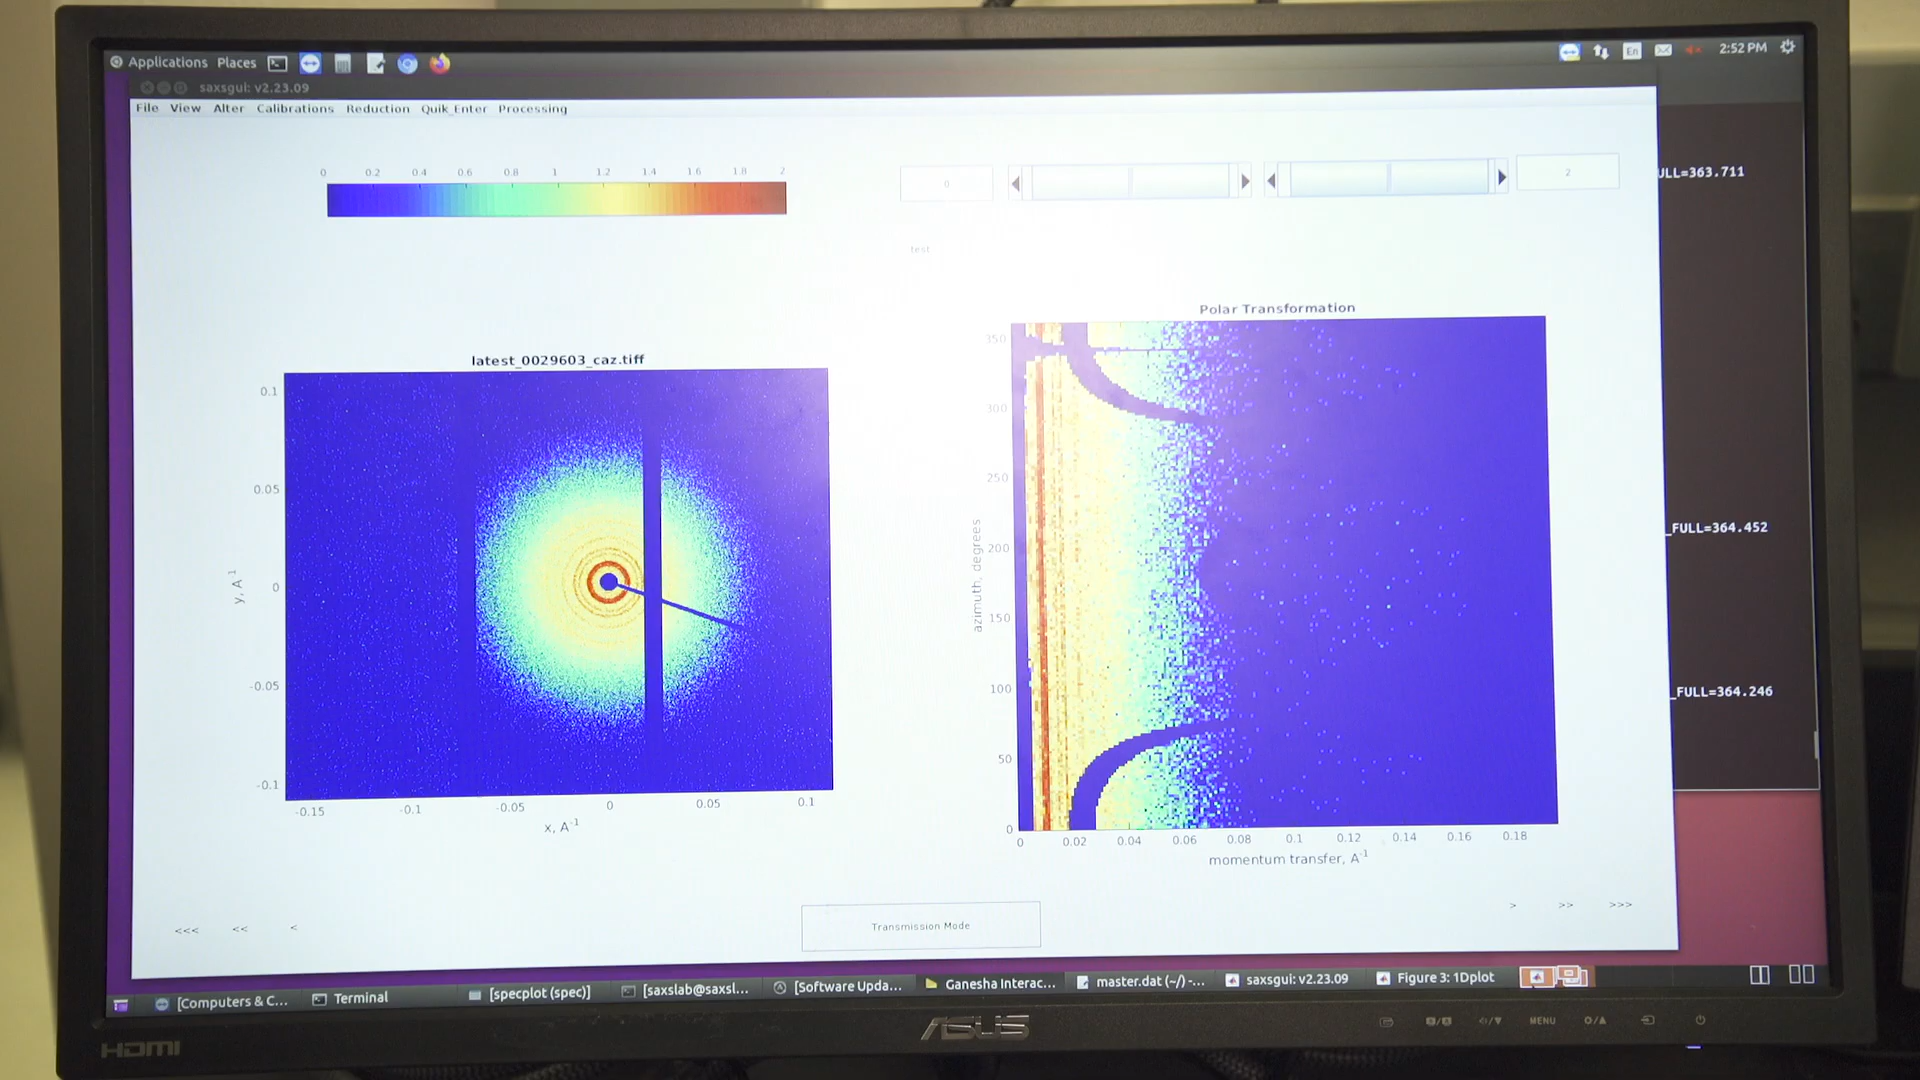 Applications Places
En 2:52 PM
saxsgui: v2.23.09
File View Alter Calibrations Reduction Quik_Enter Processing
0 0.2 0.4 0.6 0.8 1 1.2 1.4 1.6 1.8 2
0
2
ULL=363.711
test
Polar Transformation
latest_0029603_caz.tiff
0.1
0.05
0
-0.05
-0.1
y, A-1
-0.15 -0.1 -0.05 0 0.05 0.1
x, A-1
350
300
250
200
150
100
50
0
azimuth, degrees
0 0.02 0.04 0.06 0.08 0.1 0.12 0.14 0.16 0.18
momentum transfer, A-1
_FULL=364.452
_FULL=364.246
<<< << <
Transmission Mode
> >> >>>
[Computers & C...
Terminal
[specplot (spec)]
[saxslab@saxsl...
[Software Upda...
Ganesha Interac...
master.dat (~/) -...
saxsgui: v2.23.09
Figure 3: 1Dplot
HDMI
ASUS
MENU